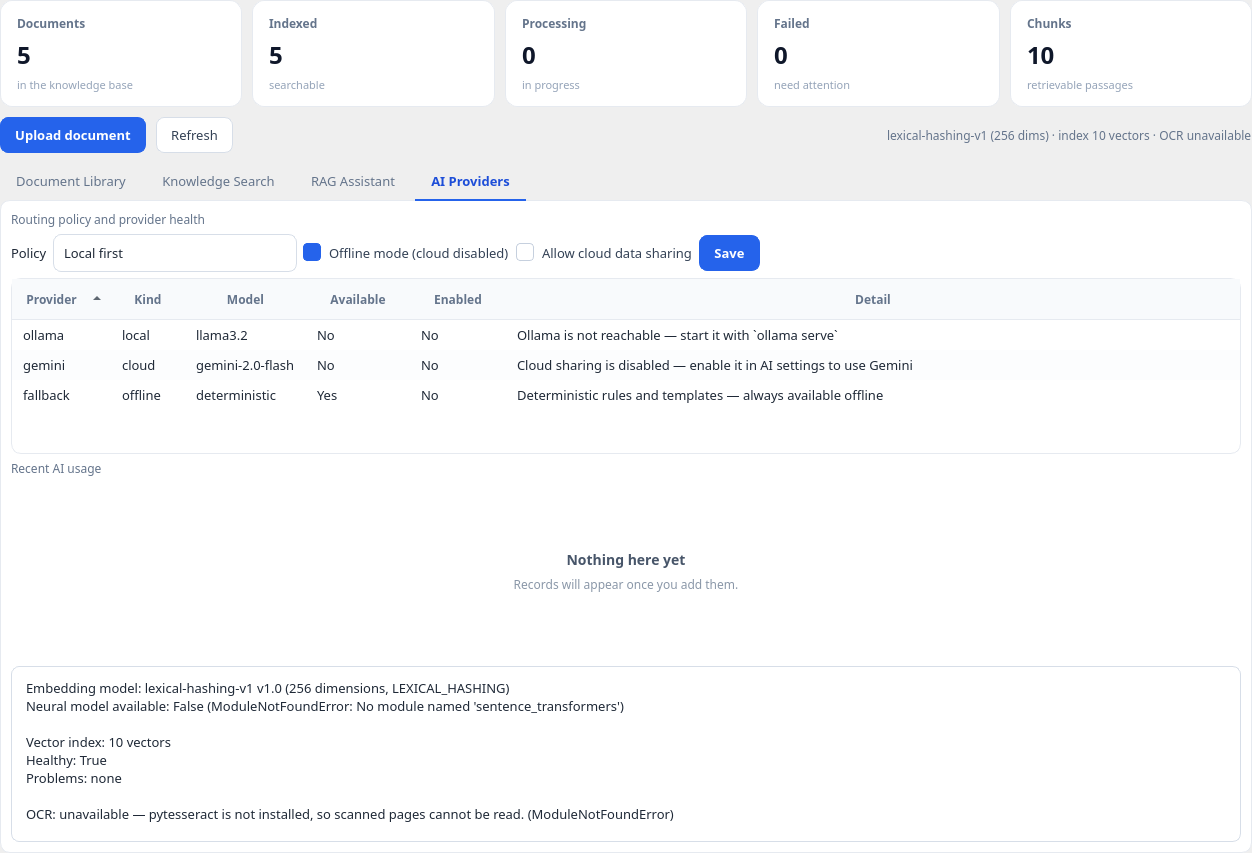 Documents Indexed Processing Failed Chunks
5 5 0 0 10
in the knowledge base searchable in progress need attention retrievable passages
Upload document Refresh lexical-hashing-v1 (256 dims) · index 10 vectors · OCR unavailable
Document Library Knowledge Search RAG Assistant AI Providers
Routing policy and provider health
Policy Local first Offline mode (cloud disabled) Allow cloud data sharing Save
Provider Kind Model Available Enabled Detail
ollama local llama3.2 No No Ollama is not reachable — start it with `ollama serve`
gemini cloud gemini-2.0-flash No No Cloud sharing is disabled — enable it in AI settings to use Gemini
fallback offline deterministic Yes No Deterministic rules and templates — always available offline
Recent AI usage
Nothing here yet
Records will appear once you add them.
Embedding model: lexical-hashing-v1 v1.0 (256 dimensions, LEXICAL_HASHING)
Neural model available: False (ModuleNotFoundError: No module named 'sentence_transformers')
Vector index: 10 vectors
Healthy: True
Problems: none
OCR: unavailable — pytesseract is not installed, so scanned pages cannot be read. (ModuleNotFoundError)